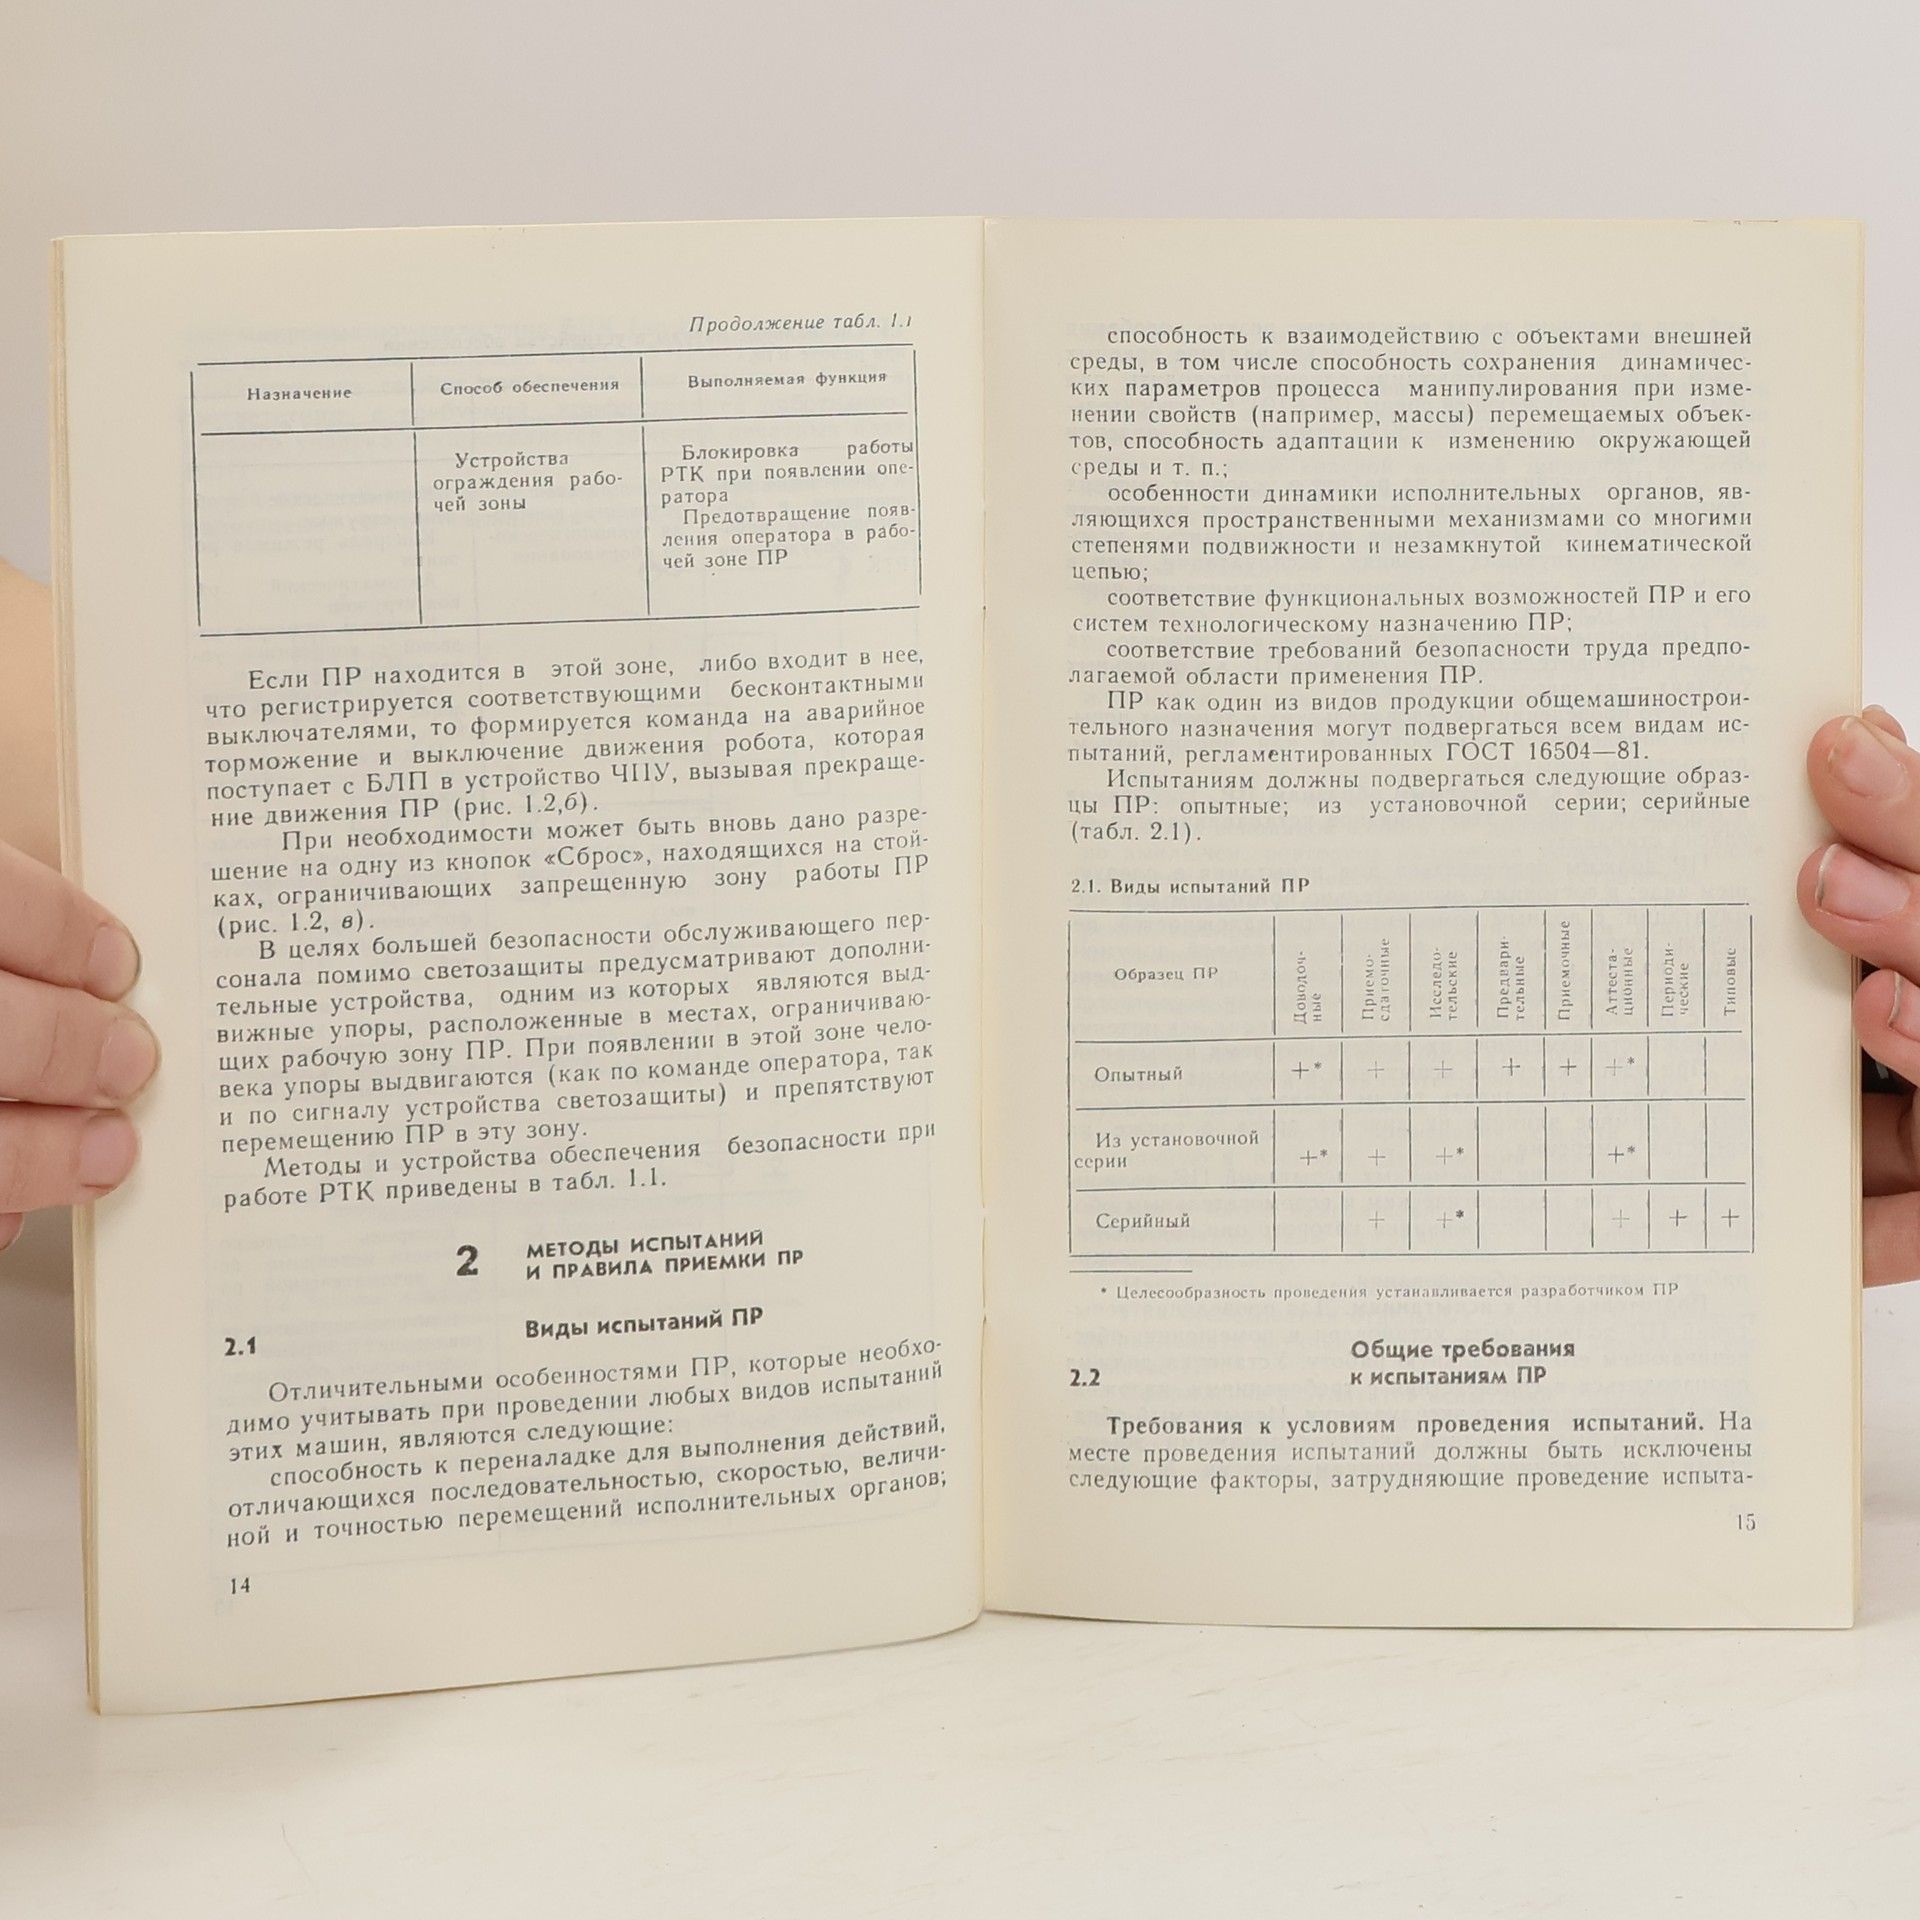 Продолжение табл. 1.1
Назначение
Способ обеспечения
Выполняемая функция
Устройства
ограждения рабо-
чей зоны
Блокировка работы
РТК при появлении опе-
ратора
Предотвращение появ-
ления оператора в рабо-
чей зоне ПР
Если ПР находится в этой зоне, либо входит в нее,
что регистрируется соответствующими бесконтактными
выключателями, то формируется команда на аварийное
торможение и выключение движения робота, которая
поступает с БЛП в устройство ЧПУ, вызывая прекраще-
ние движения ПР (рис. 1.2,б).
При необходимости может быть вновь дано разре-
шение на одну из кнопок «Сброс», находящихся на стой-
ках, ограничивающих запрещенную зону работы ПР
(рис. 1.2, в).
В целях большей безопасности обслуживающего пер-
сонала помимо светозащиты предусматривают дополни-
тельные устройства, одним из которых являются выд-
вижные упоры, расположенные в местах, ограничиваю-
щих рабочую зону ПР. При появлении в этой зоне чело-
века упоры выдвигаются (как по команде оператора, так
и по сигналу устройства светозащиты) и препятствуют
перемещению ПР в эту зону.
Методы и устройства обеспечения безопасности при
работе РТК приведены в табл. 1.1.
2 МЕТОДЫ ИСПЫТАНИЙ
И ПРАВИЛА ПРИЕМКИ ПР
2.1 Виды испытаний ПР
Отличительными особенностями ПР, которые необхо-
димо учитывать при проведении любых видов испытаний
этих машин, являются следующие:
способность к переналадке для выполнения действий,
отличающихся последовательностью, скоростью, величи-
ной и точностью перемещений исполнительных органов;
14
способность к взаимодействию с объектами внешней
среды, в том числе способность сохранения динамичес-
ких параметров процесса манипулирования при изме-
нении свойств (например, массы) перемещаемых объек-
тов, способность адаптации к изменению окружающей
среды и т. п.;
особенности динамики исполнительных органов, яв-
ляющихся пространственными механизмами со многими
степенями подвижности и незамкнутой кинематической
цепью;
соответствие функциональных возможностей ПР и его
систем технологическому назначению ПР;
соответствие требований безопасности труда предпо-
лагаемой области применения ПР.
ПР как один из видов продукции общемашинострои-
тельного назначения могут подвергаться всем видам ис-
пытаний, регламентированных ГОСТ 16504—81.
Испытаниям должны подвергаться следующие образ-
цы ПР: опытные; из установочной серии; серийные
(табл. 2.1).
2.1. Виды испытаний ПР
Образец ПР
Доводоч-
ные
Приемо-
сдаточные
Исследо-
тельские
Предвари-
тельные
Приемочные
Аттеста-
ционные
Периоди-
ческие
Типовые
Опытный +* + + + + +*
Из установочной
серии +* + +* +*
Серийный + +* + + +
* Целесообразность проведения устанавливается разработчиком ПР
2.2 Общие требования
к испытаниям ПР
Требования к условиям проведения испытаний. На
месте проведения испытаний должны быть исключены
следующие факторы, затрудняющие проведение испыта-
15